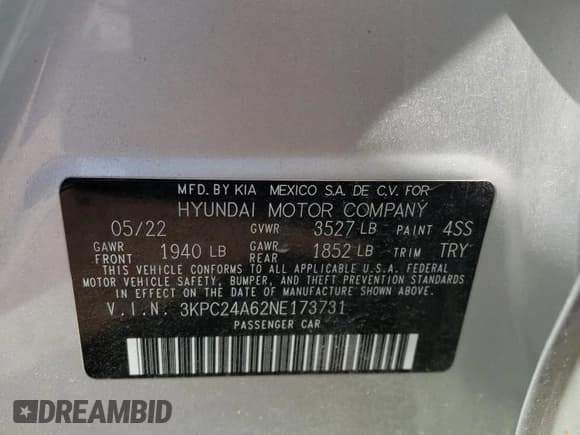 MFD. BY KIA MEXICO S.A. DE C.V. FOR
HYUNDAI MOTOR COMPANY
05/22 GVWR 3527 LB PAINT 4SS
GAWR FRONT 1940 LB GAWR REAR 1852 LB TRIM TRY
THIS VEHICLE CONFORMS TO ALL APPLICABLE U.S.A. FEDERAL
MOTOR VEHICLE SAFETY, BUMPER, AND THEFT PREVENTION STANDARDS
IN EFFECT ON THE DATE OF MANUFACTURE SHOWN ABOVE.
V.I.N. 3KPC24A62NE173731
PASSENGER CAR
DREAMBID